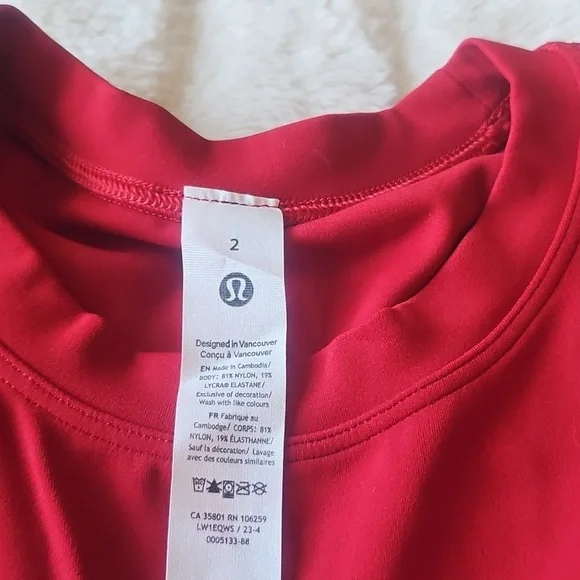 2
Designed in Vancouver
Conçu à Vancouver
EN Made in Cambodia/
BODY: 81% NYLON, 19%
LYCRA® ELASTANE/
Exclusive of decoration/
Wash with like colours
FR Fabriqué au
Cambodge/ CORPS: 81%
NYLON, 19% ÉLASTHANNE/
Sauf la décoration/ Lavage
avec des couleurs similaires
CA 35801 RN 106259
LW1EQWS / 23-4
0005133-88